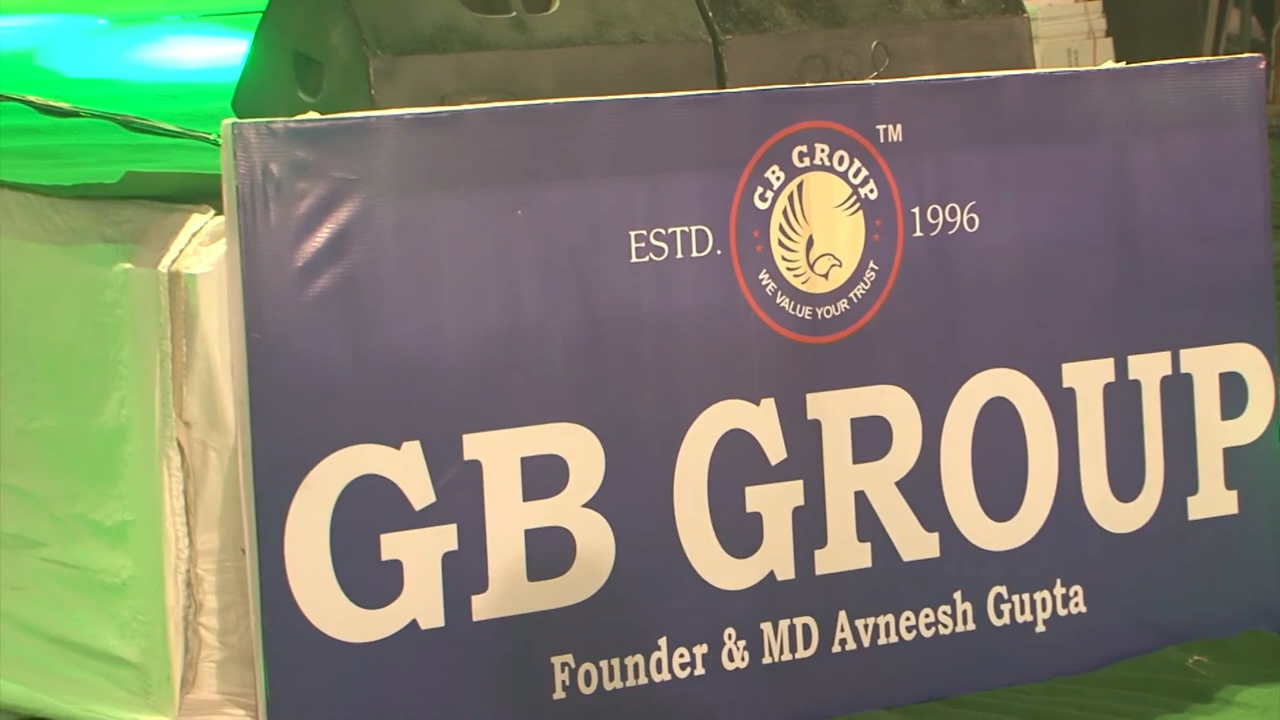 TM
GB GROUP
ESTD.
1996
WE VALUE YOUR TRUST
GB GROUP
Founder & MD Avneesh Gupta